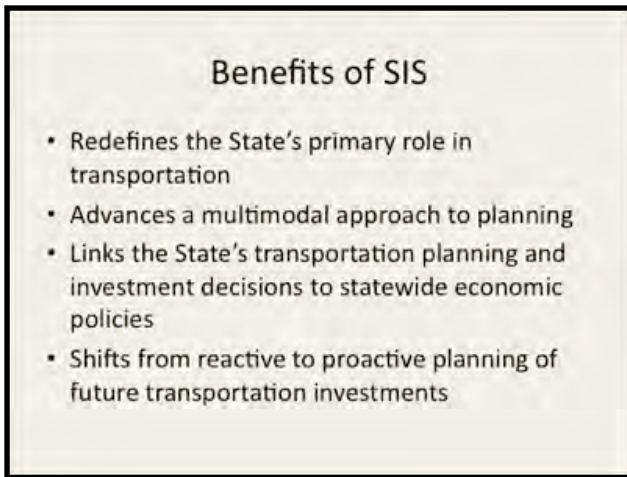 Benefits of SIS
• Redefines the State's primary role in
transportation
• Advances a multimodal approach to planning
• Links the State's transportation planning and
investment decisions to statewide economic
policies
• Shifts from reactive to proactive planning of
future transportation investments